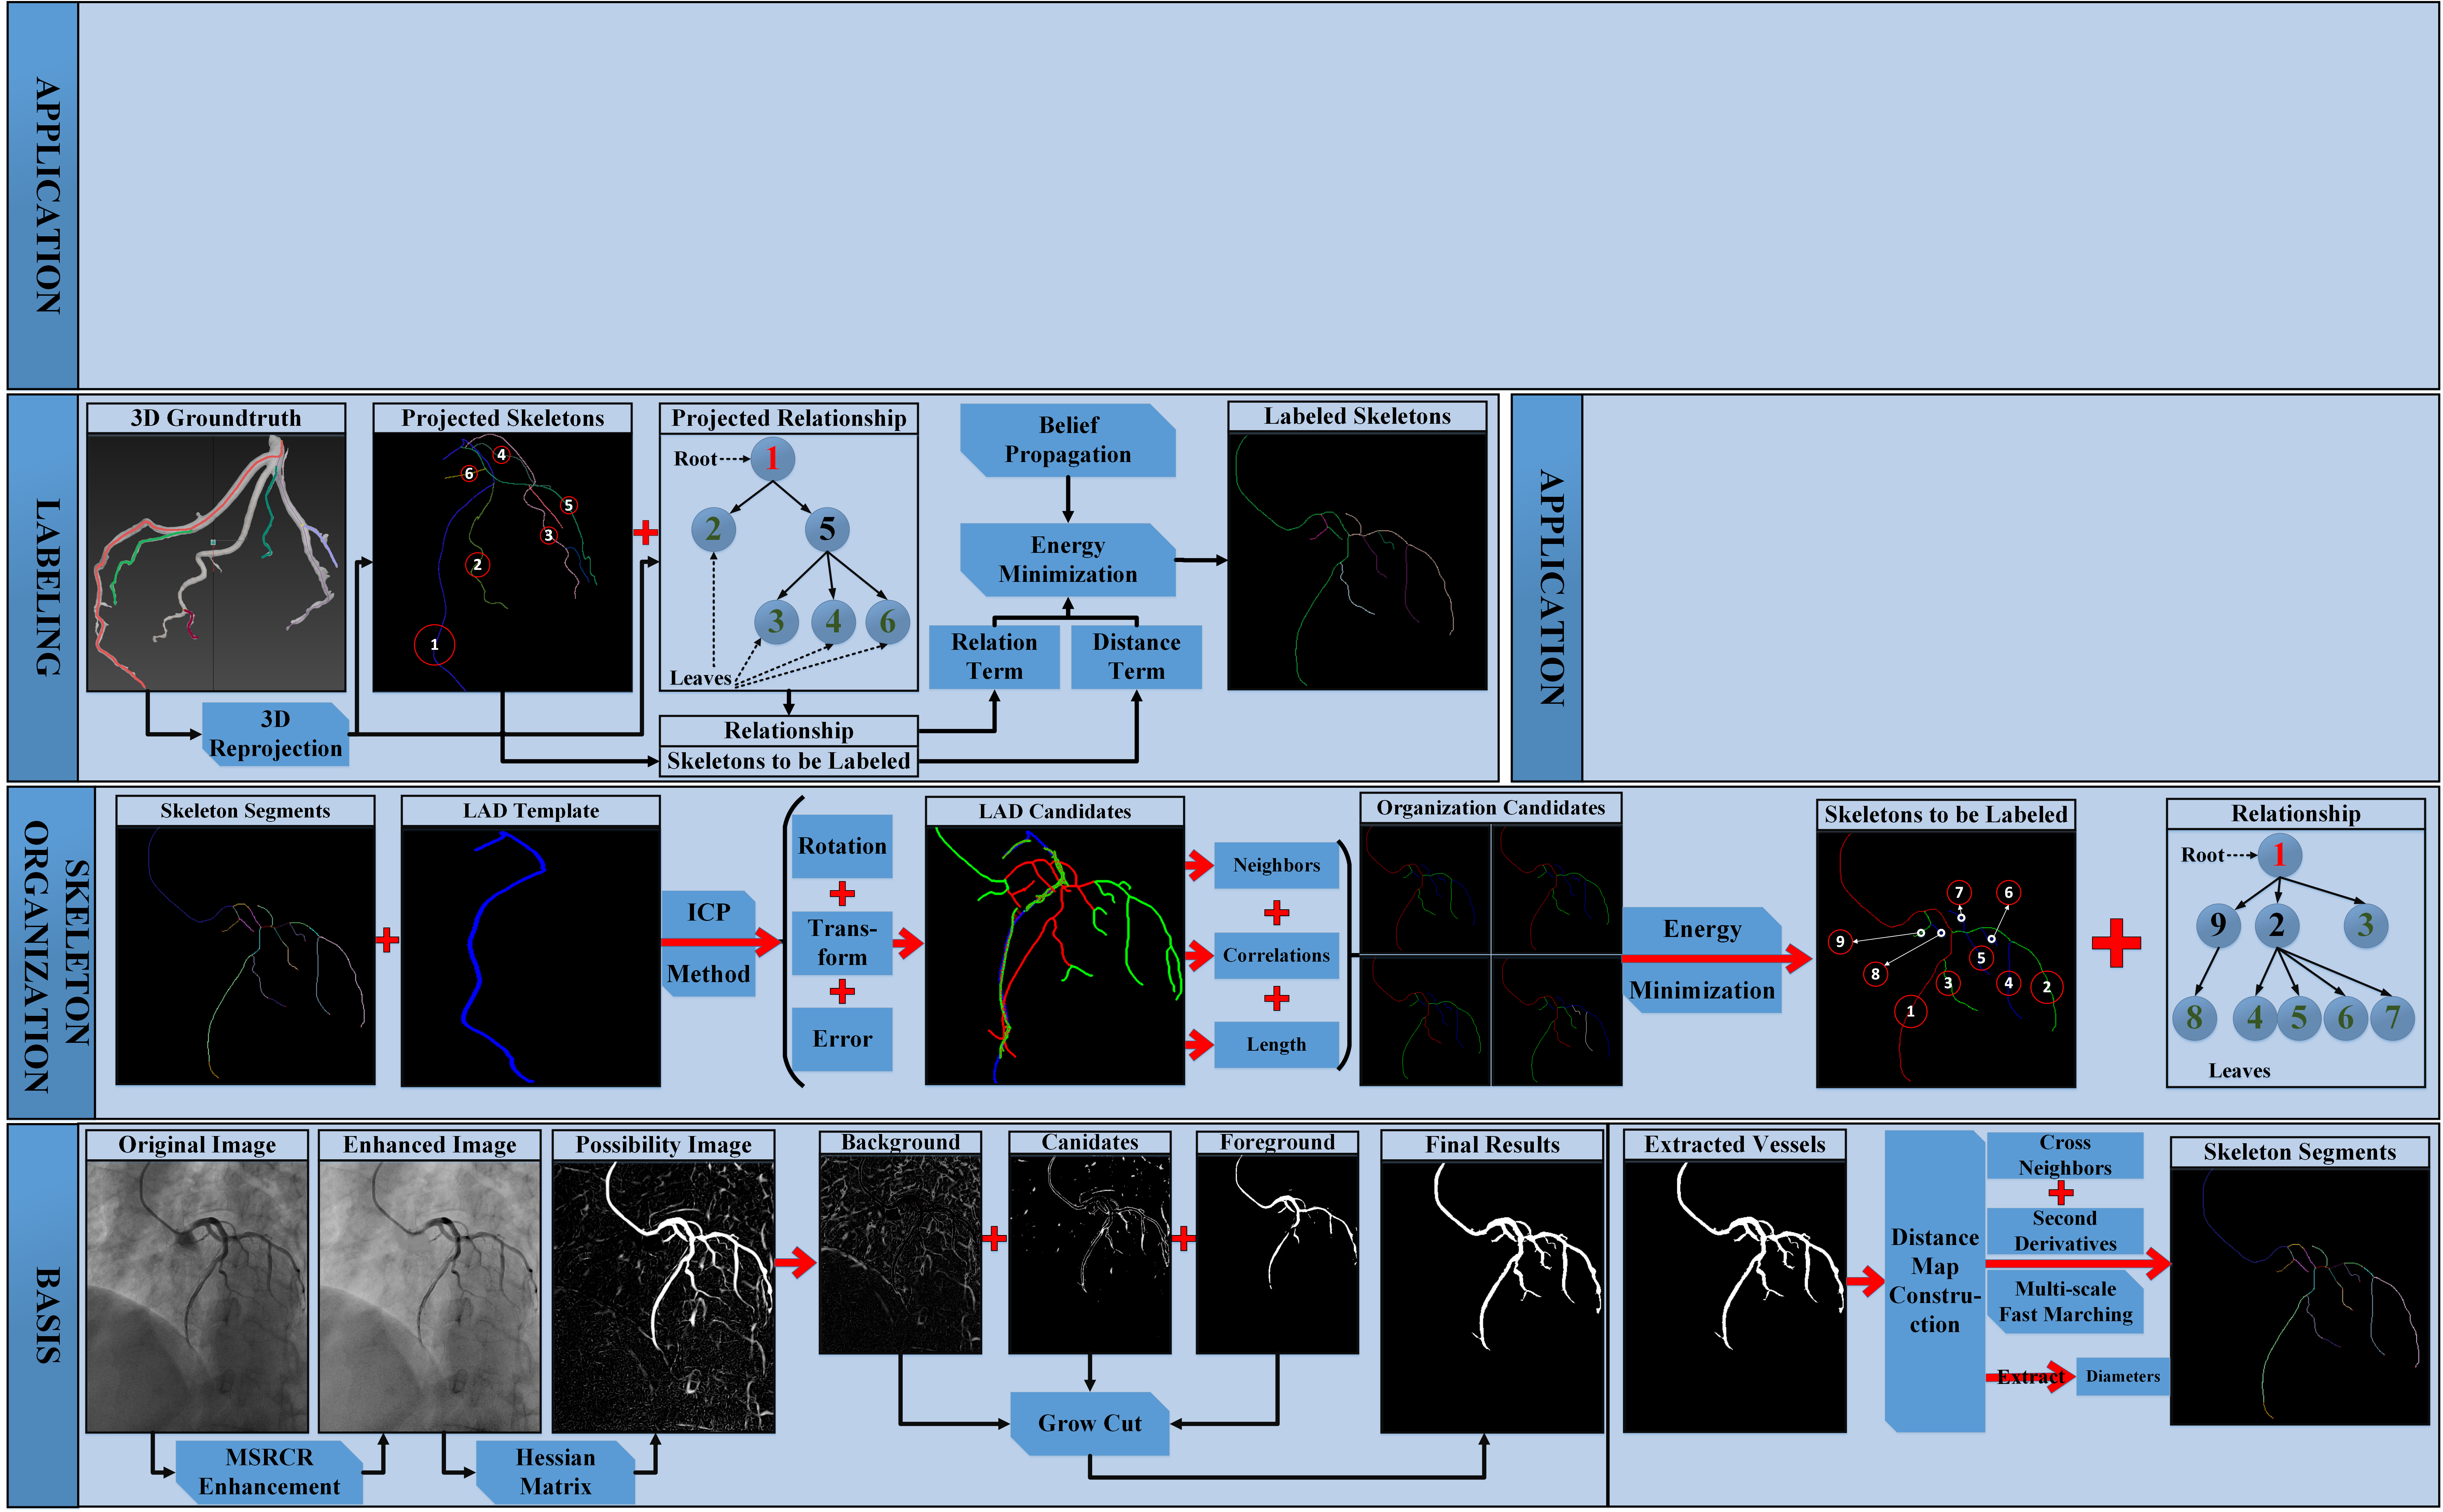 APPLICATION
LABELING
3D Groundtruth
Projected Skeletons
4
6
5
3
2
1
3D
Reprojection
Projected Relationship
Root
1
2
5
3
4
6
Leaves
Relationship
Skeletons to be Labeled
Belief
Propagation
Energy
Minimization
Relation
Term
Distance
Term
Labeled Skeletons
APPLICATION
SKELETON
ORGANIZATION
Skeleton Segments
LAD Template
ICP
Method
Rotation
Trans-
form
Error
LAD Candidates
Neighbors
Correlations
Length
Organization Candidates
Energy
Minimization
Skeletons to be Labeled
7
6
9
8
5
3
4
2
1
Relationship
Root
1
9
2
3
8
4
5
6
7
Leaves
BASIS
Original Image
Enhanced Image
Possibility Image
MSRCR
Enhancement
Hessian
Matrix
Background
Canidates
Foreground
Grow Cut
Final Results
Extracted Vessels
Distance
Map
Constru-
ction
Cross
Neighbors
Second
Derivatives
Multi-scale
Fast Marching
Extract
Diameters
Skeleton Segments